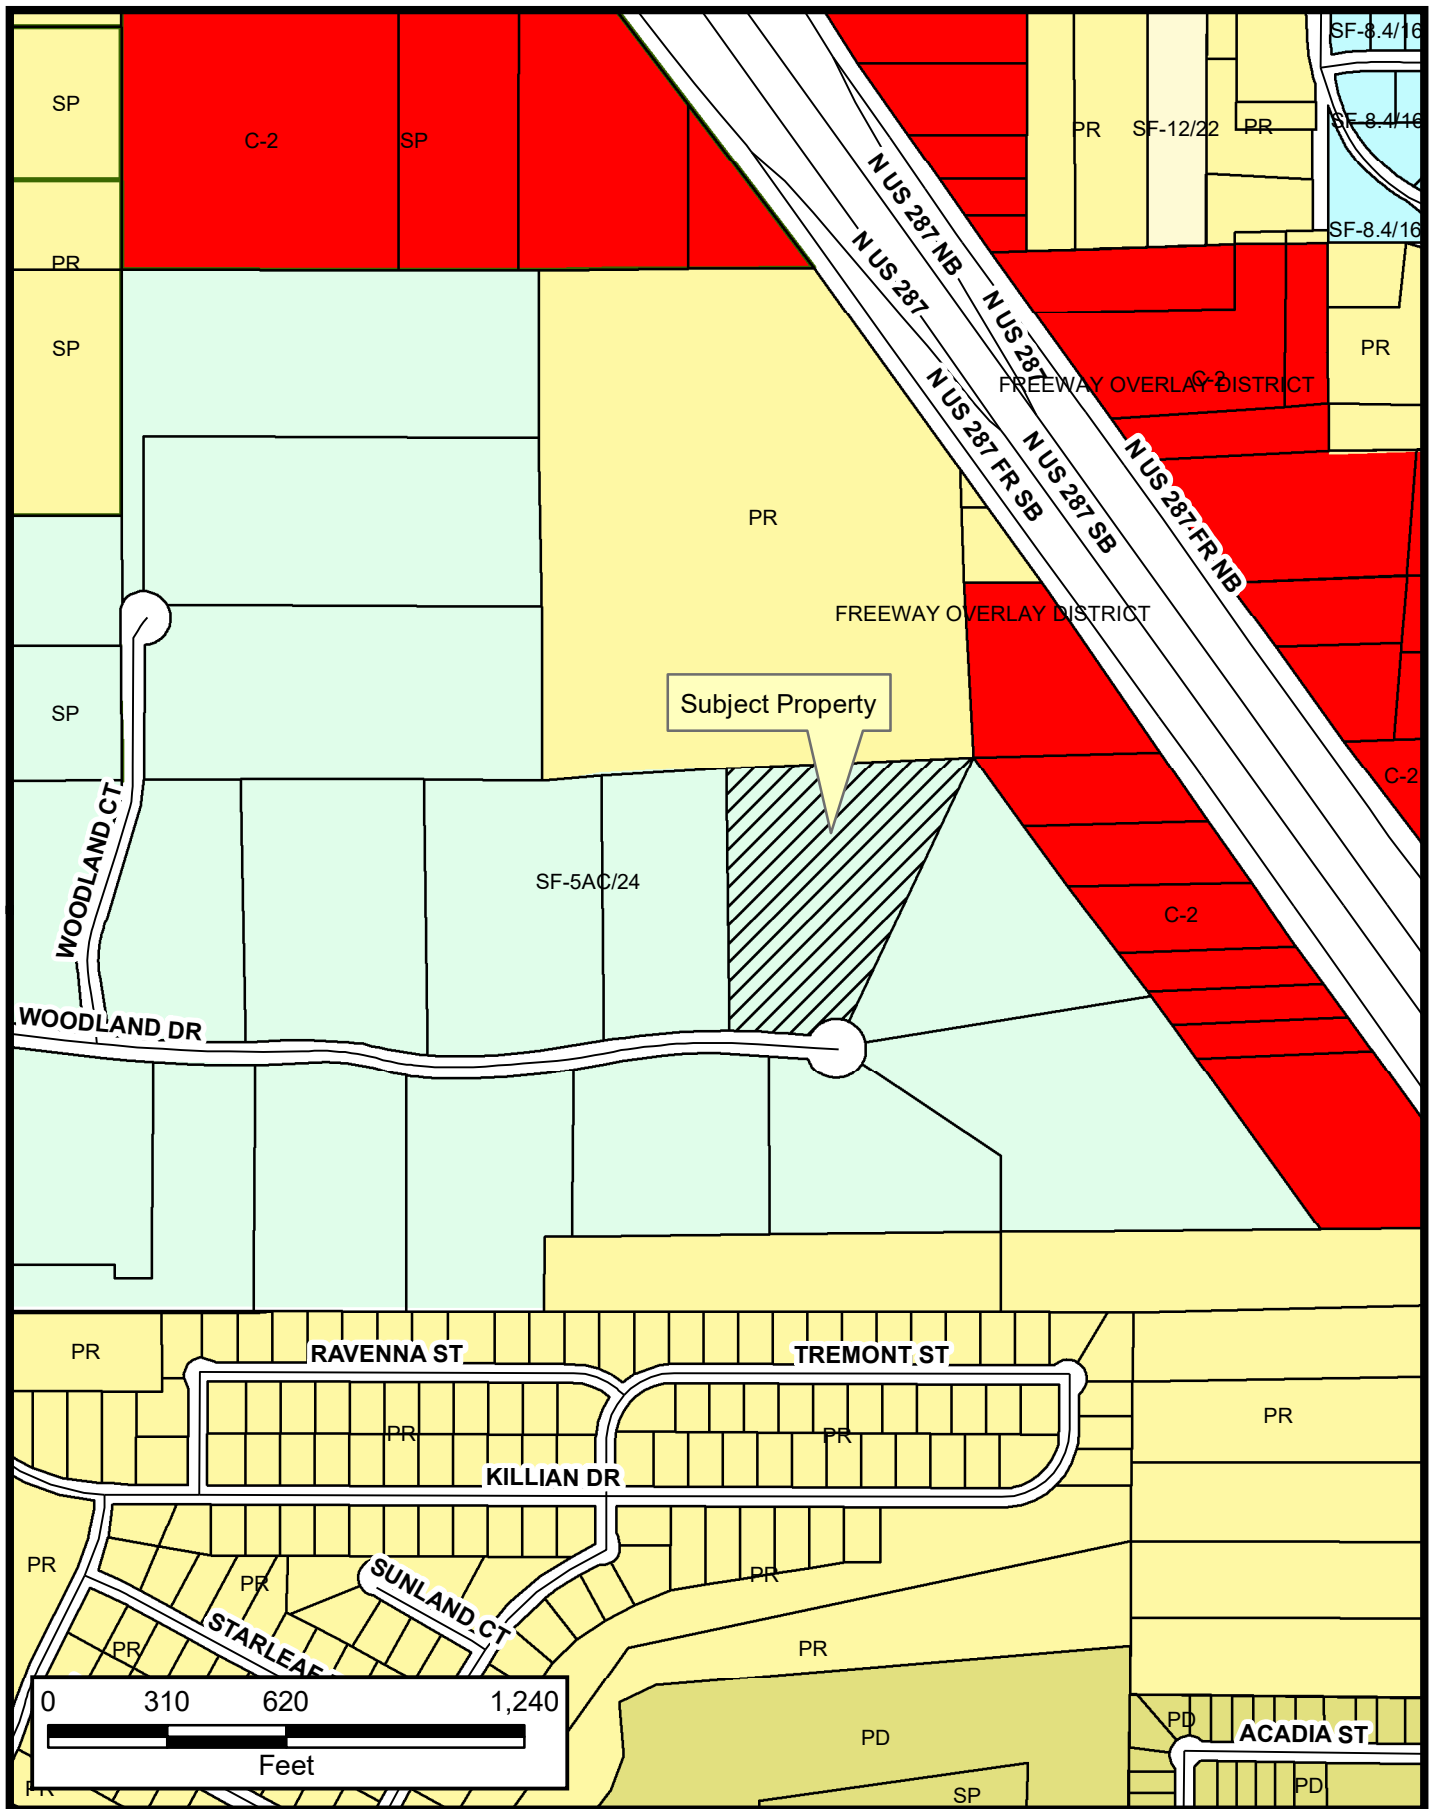 SF-8.4/16
SP
C-2
SP
PR
SF-12/22
PR
SF-8.4/16
N US 287 NB
SF-8.4/16
PR
N US 287
N US 287
SP
PR
C-2
FREEWAY OVERLAY DISTRICT
N US 287 FR SB
N US 287 SB
N US 287 FR NB
PR
FREEWAY OVERLAY DISTRICT
SP
Subject Property
C-2
WOODLAND CT
SF-5AC/24
C-2
WOODLAND DR
PR
RAVENNA ST
TREMONT ST
PR
PR
PR
KILLIAN DR
PR
PR
SUNLAND CT
PR
PR
STARLEAF
PR
0 310 620 1,240
Feet
PD
PD
ACADIA ST
PR
SP
PD